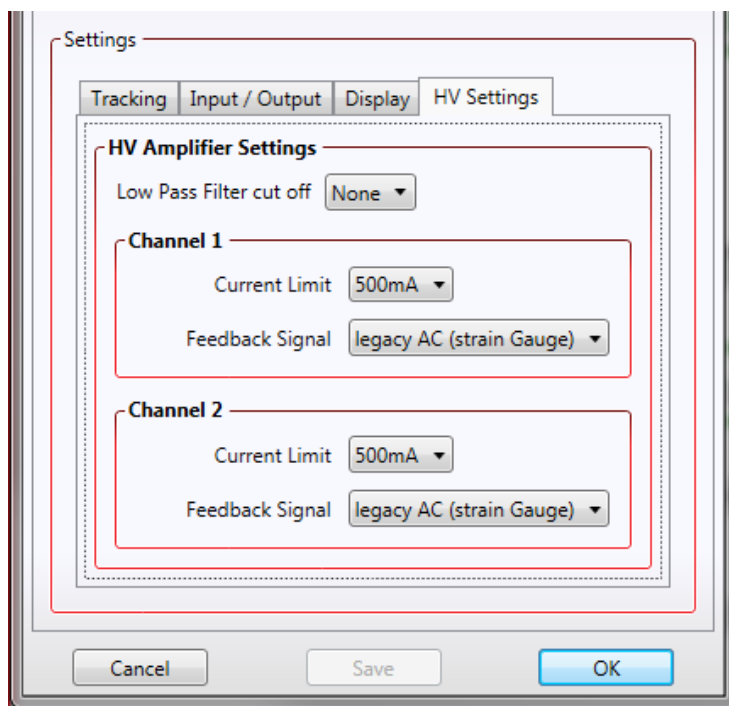 Settings
Tracking Input / Output Display HV Settings
HV Amplifier Settings
Low Pass Filter cut off None
Channel 1
Current Limit 500mA
Feedback Signal legacy AC (strain Gauge)
Channel 2
Current Limit 500mA
Feedback Signal legacy AC (strain Gauge)
Cancel Save OK